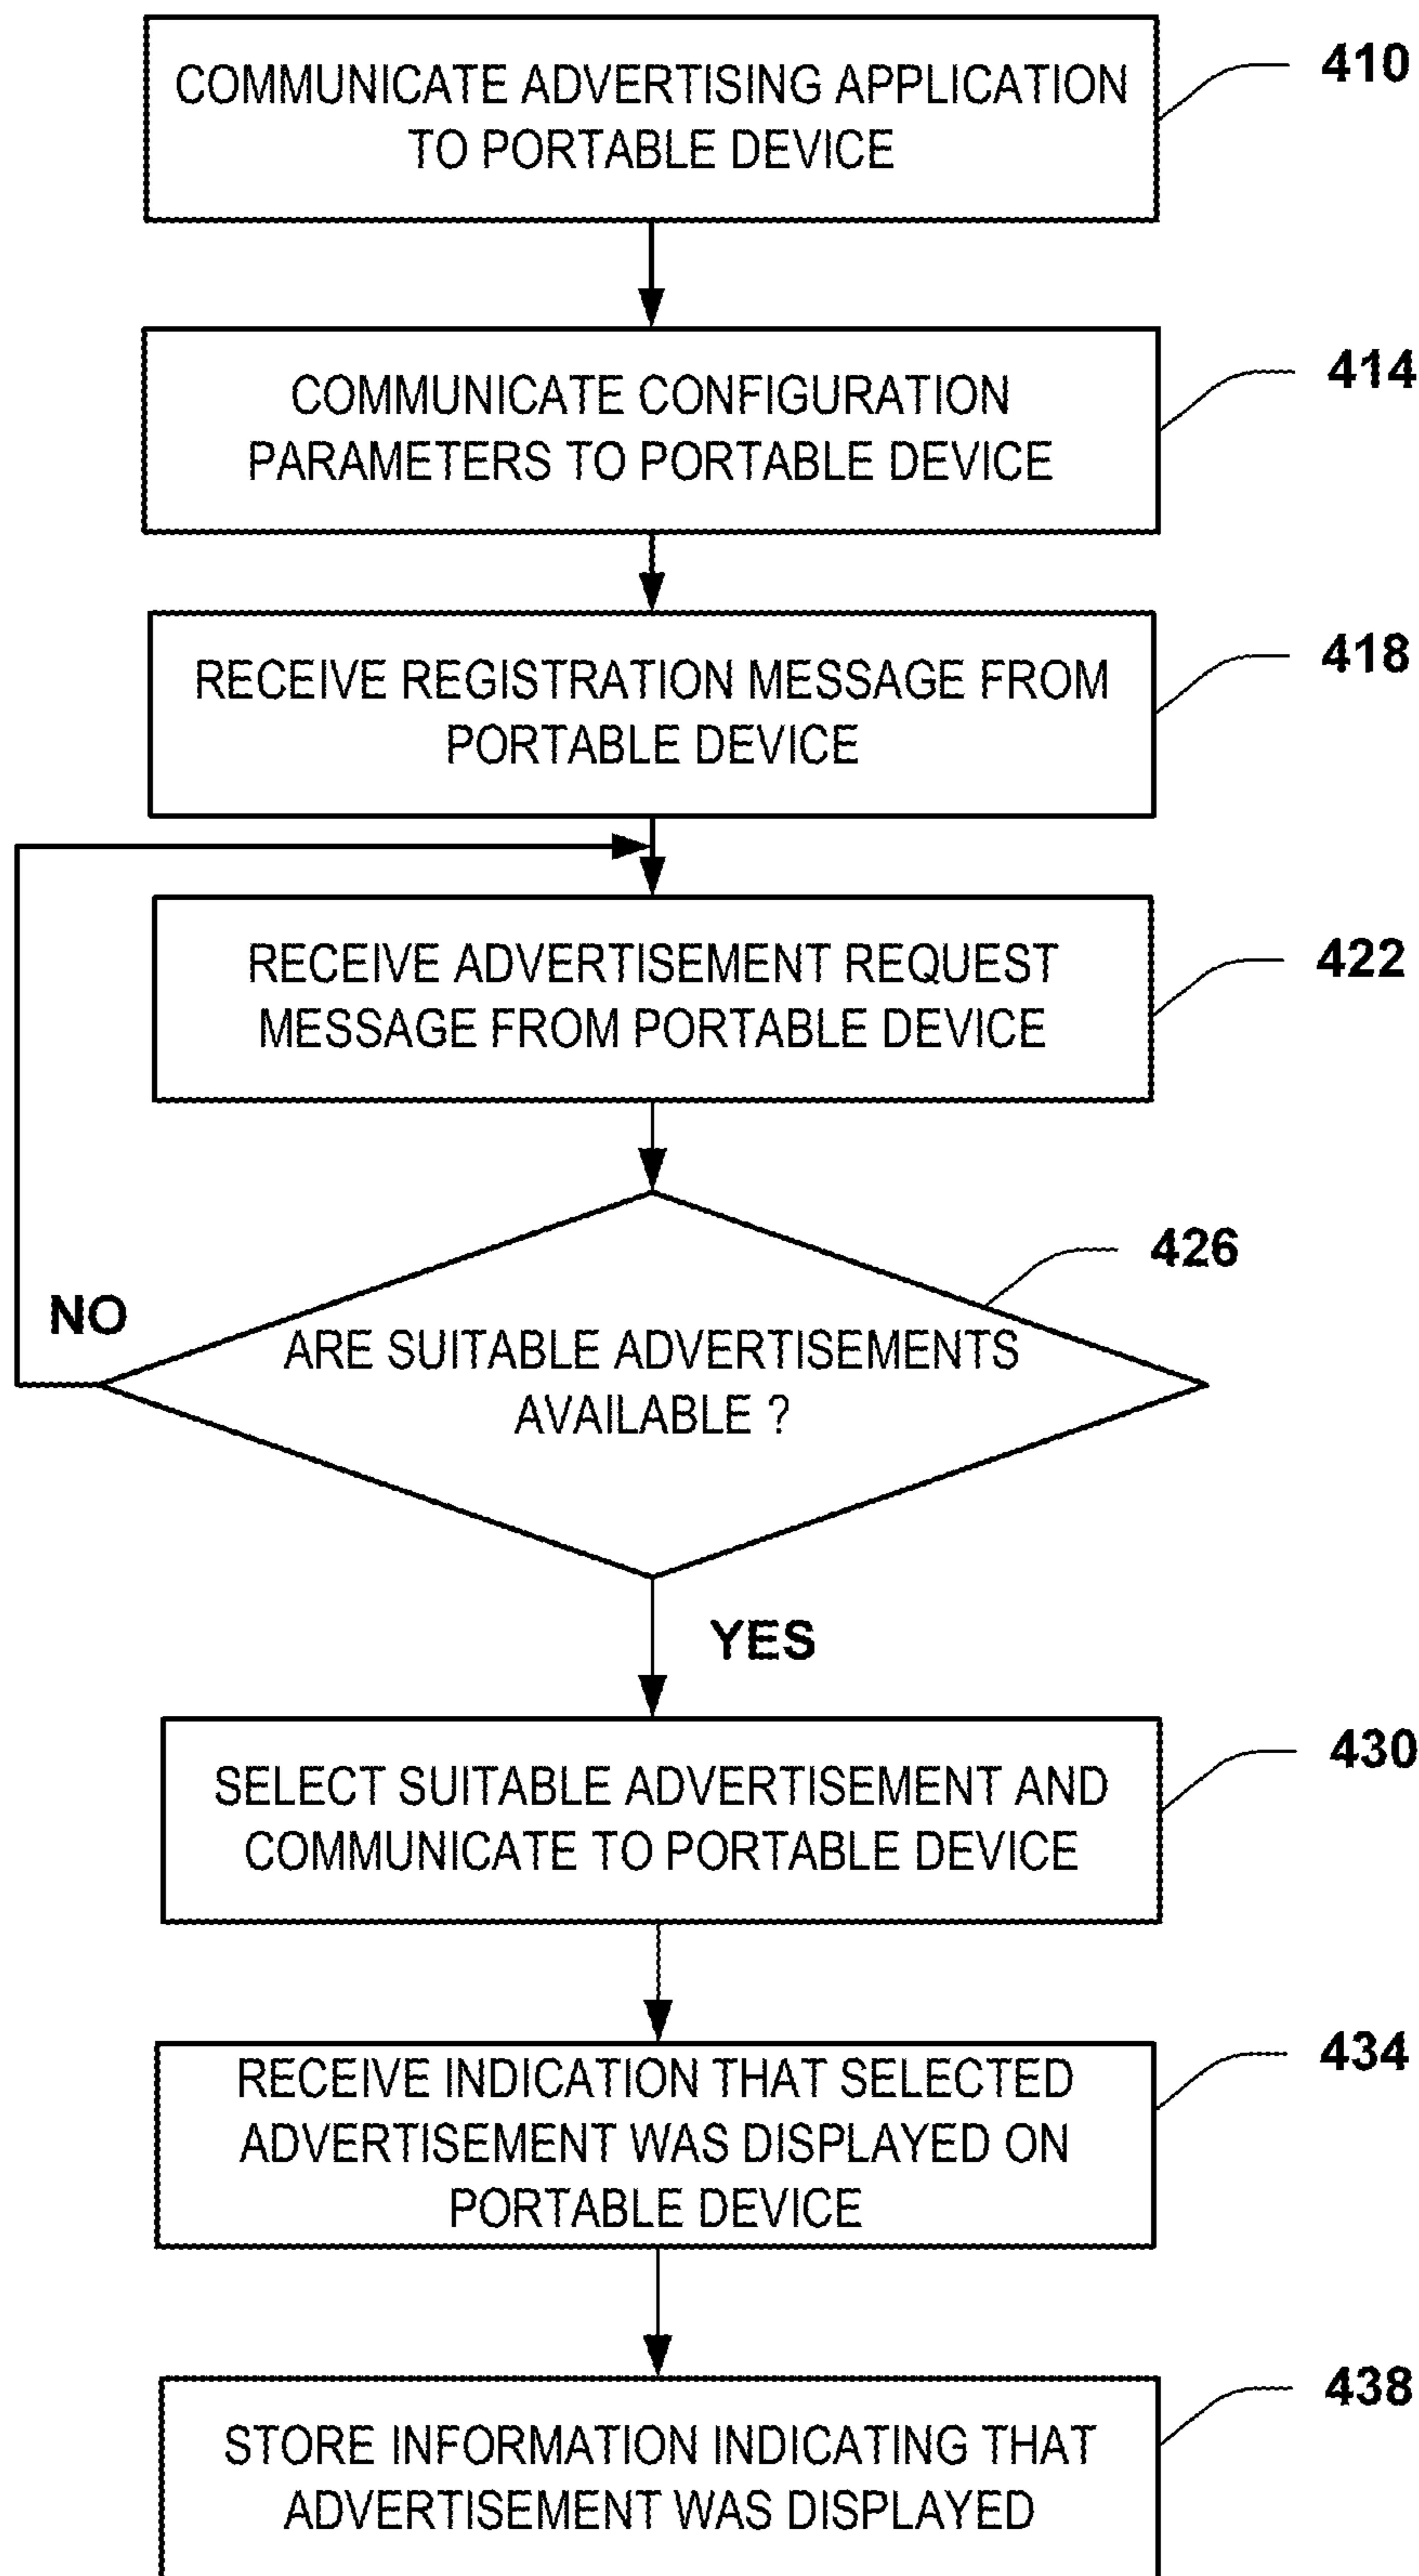 COMMUNICATE ADVERTISING APPLICATION
TO PORTABLE DEVICE
410
COMMUNICATE CONFIGURATION
PARAMETERS TO PORTABLE DEVICE
414
RECEIVE REGISTRATION MESSAGE FROM
PORTABLE DEVICE
418
RECEIVE ADVERTISEMENT REQUEST
MESSAGE FROM PORTABLE DEVICE
422
426
NO
ARE SUITABLE ADVERTISEMENTS
AVAILABLE ?
YES
SELECT SUITABLE ADVERTISEMENT AND
COMMUNICATE TO PORTABLE DEVICE
430
RECEIVE INDICATION THAT SELECTED
ADVERTISEMENT WAS DISPLAYED ON
PORTABLE DEVICE
434
STORE INFORMATION INDICATING THAT
ADVERTISEMENT WAS DISPLAYED
438